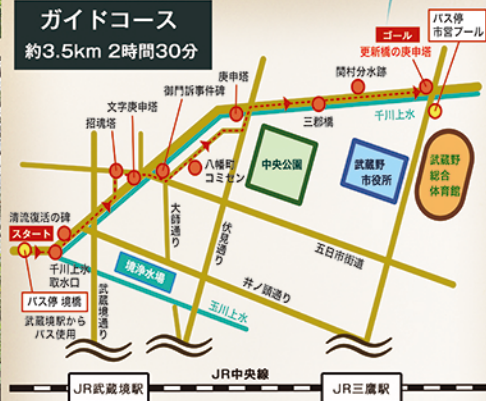 ガイドコース
約3.5km 2時間30分
バス停
市営プール
ゴール
更新橋の庚申塔
関村分水跡
庚申塔
御門訴事件碑
文字庚申塔
招魂塔
三郡橋
千川上水
八幡町
コミセン
中央公園
武蔵野
市役所
武蔵野
総合
体育館
清流復活の碑
スタート
千川上水
取水口
バス停 境橋
武蔵境駅から
バス使用
武蔵境通り
大師通り
伏見通り
五日市街道
井ノ頭通り
境浄水場
玉川上水
JR中央線
JR武蔵境駅
JR三鷹駅